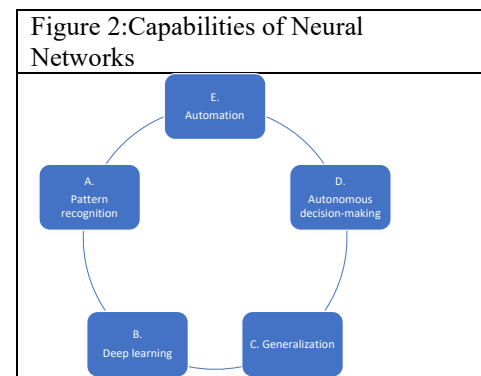 Figure 2:Capabilities of Neural
Networks
E.
Automation
A.
Pattern
recognition
D.
Autonomous
decision-making
B.
Deep learning
C. Generalization